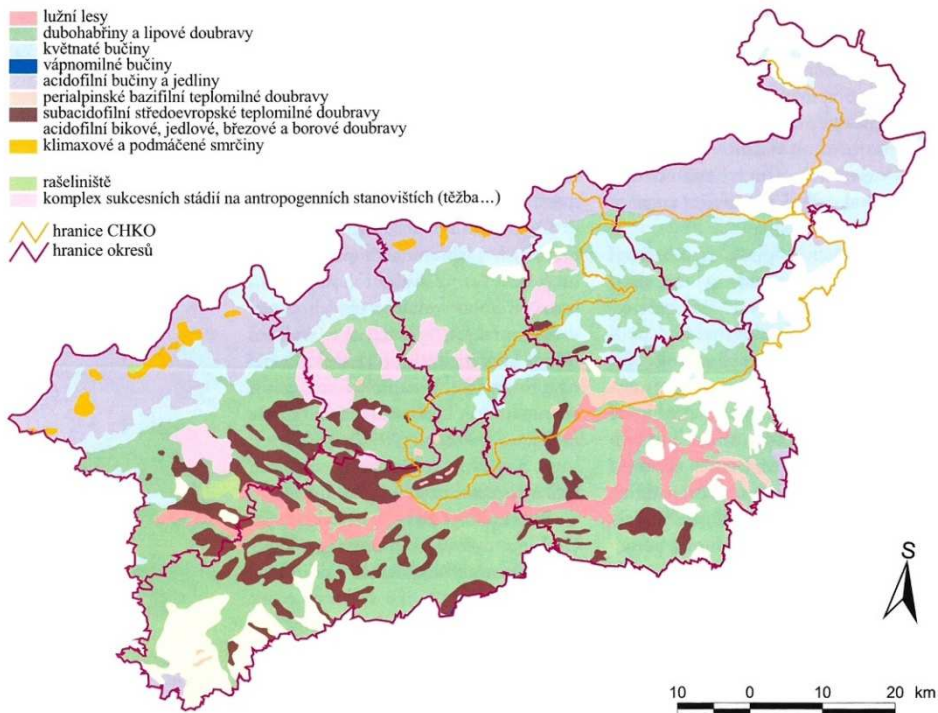 lužní lesy
dubohabřiny a lipové doubravy
květnaté bučiny
vápnomilné bučiny
acidofilní bučiny a jedliny
perialpinské bazifilní teplomilné doubravy
subacidofilní středoevropské teplomilné doubravy
acidofilní bikové, jedlové, březové a borové doubravy
klimaxové a podmáčené smrčiny
rašeliniště
komplex sukcesních stádií na antropogenních stanovištích (těžba...)
hranice CHKO
hranice okresů
S
10 0 10 20 km